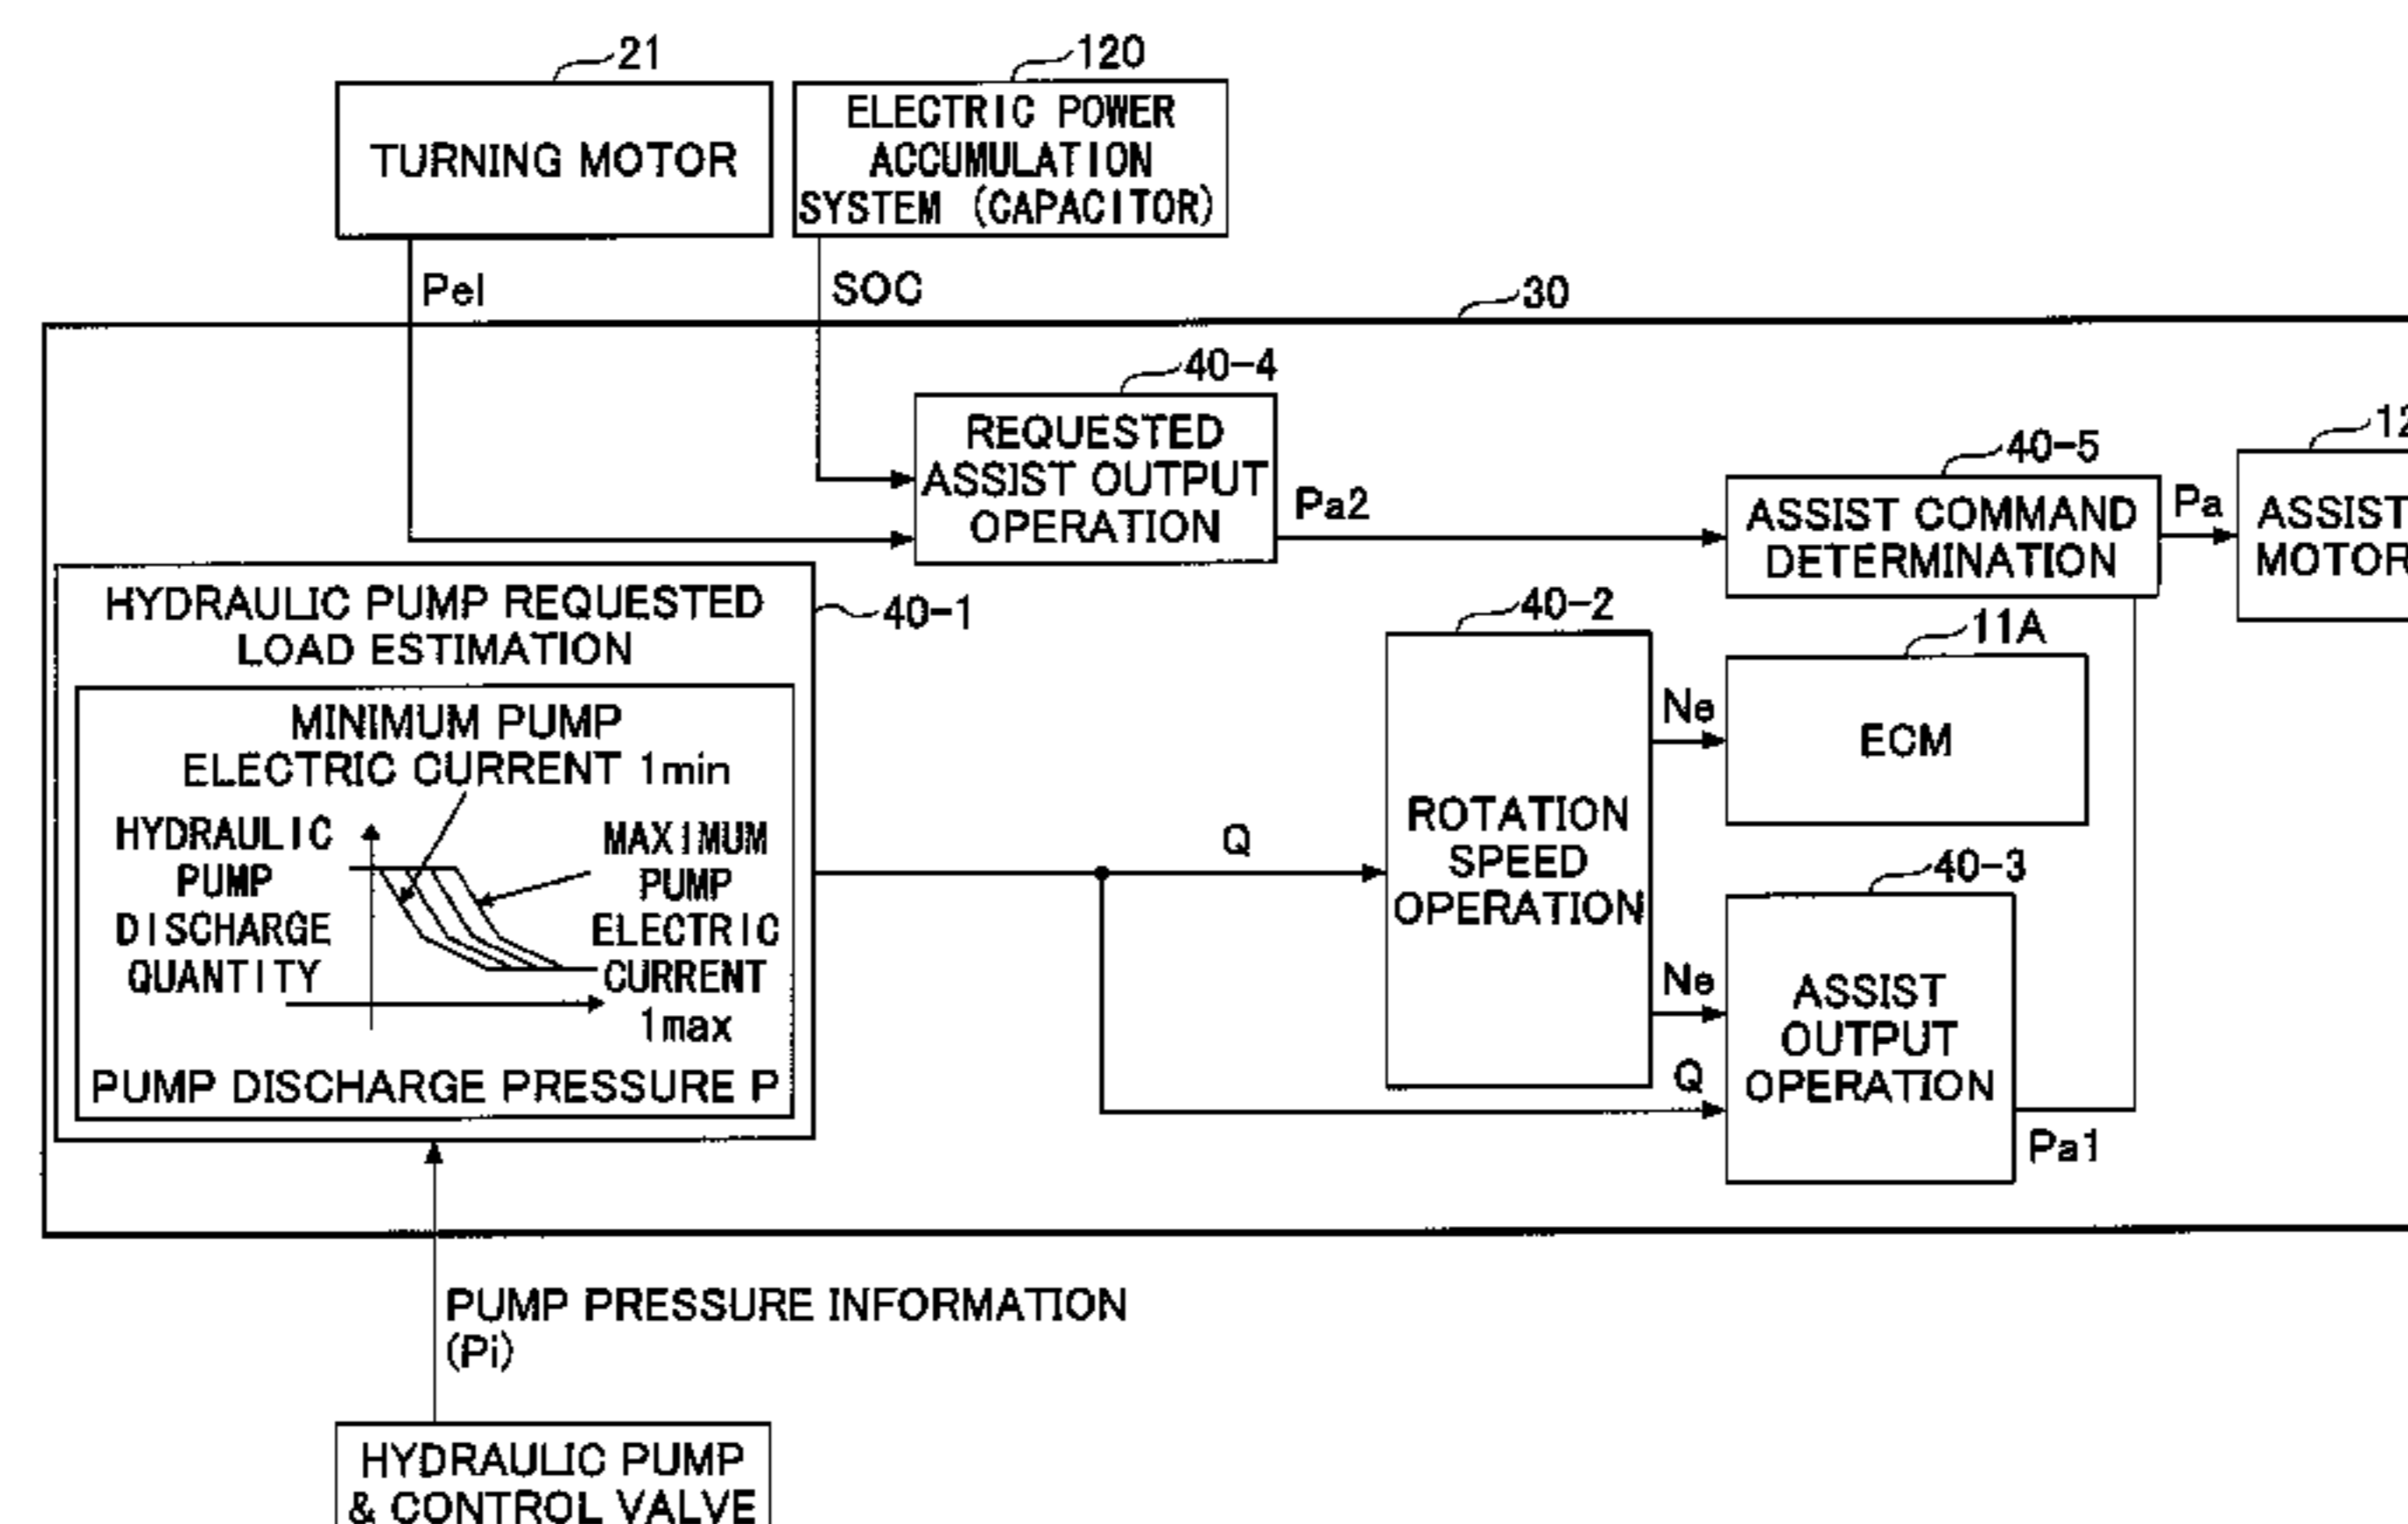 21
120
TURNING MOTOR
ELECTRIC POWER
ACCUMULATION
SYSTEM (CAPACITOR)
Pel
SOC
30
40-4
REQUESTED
ASSIST OUTPUT
OPERATION
Pa2
40-5
ASSIST COMMAND
DETERMINATION
Pa
12
ASSIST
MOTOR
HYDRAULIC PUMP REQUESTED
LOAD ESTIMATION
40-1
MINIMUM PUMP
ELECTRIC CURRENT 1min
HYDRAULIC
PUMP
DISCHARGE
QUANTITY
MAXIMUM
PUMP
ELECTRIC
CURRENT
1max
PUMP DISCHARGE PRESSURE P
Q
40-2
ROTATION
SPEED
OPERATION
Ne
11A
ECM
Ne
Q
40-3
ASSIST
OUTPUT
OPERATION
Pa1
PUMP PRESSURE INFORMATION
(Pi)
HYDRAULIC PUMP
& CONTROL VALVE